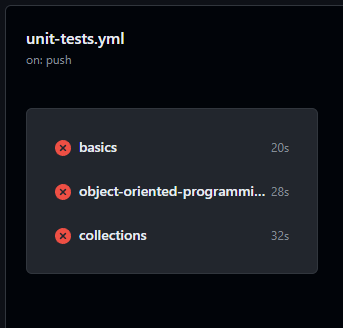 unit-tests.yml
on: push
basics 20s
object-oriented-programmi... 28s
collections 32s